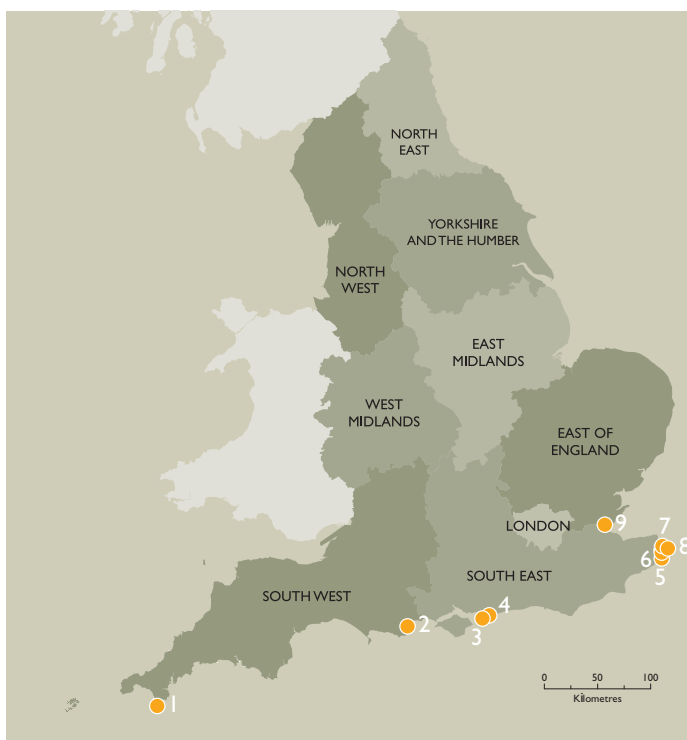 NORTH
EAST
YORKSHIRE
AND THE HUMBER
NORTH
WEST
EAST
MIDLANDS
WEST
MIDLANDS
EAST OF
ENGLAND
LONDON
9
7
8
6
5
SOUTH EAST
SOUTH WEST
4
2
3
1
0 50 100
Kilometres